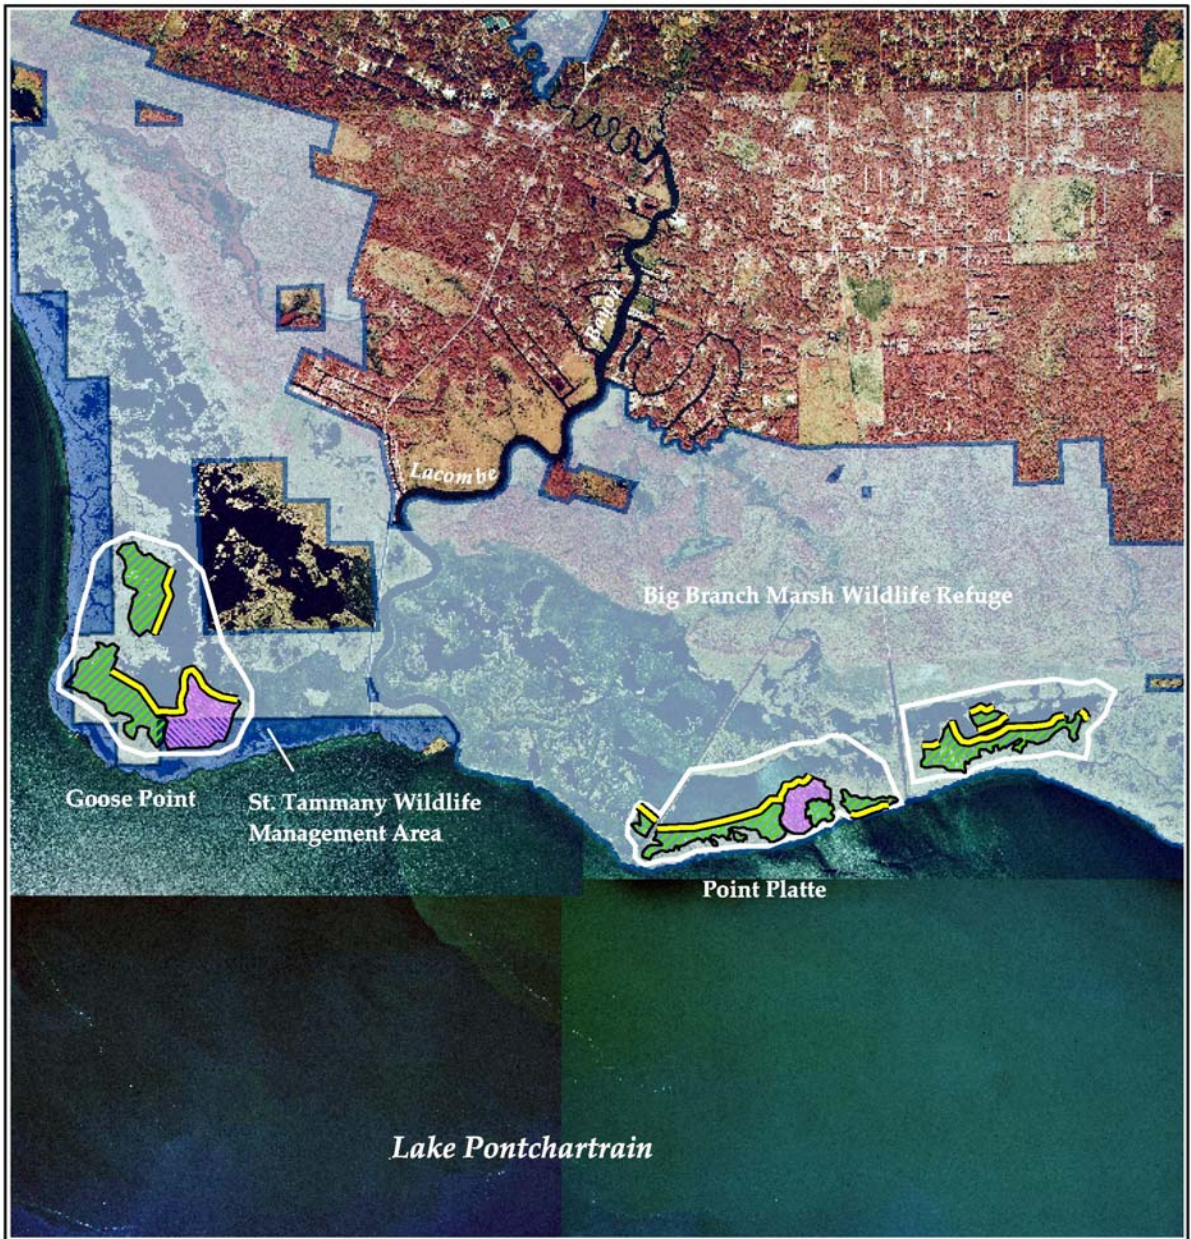 Bayou
Lacombe
Big Branch Marsh Wildlife Refuge
Goose Point
St. Tammany Wildlife
Management Area
Point Platte
Lake Pontchartrain